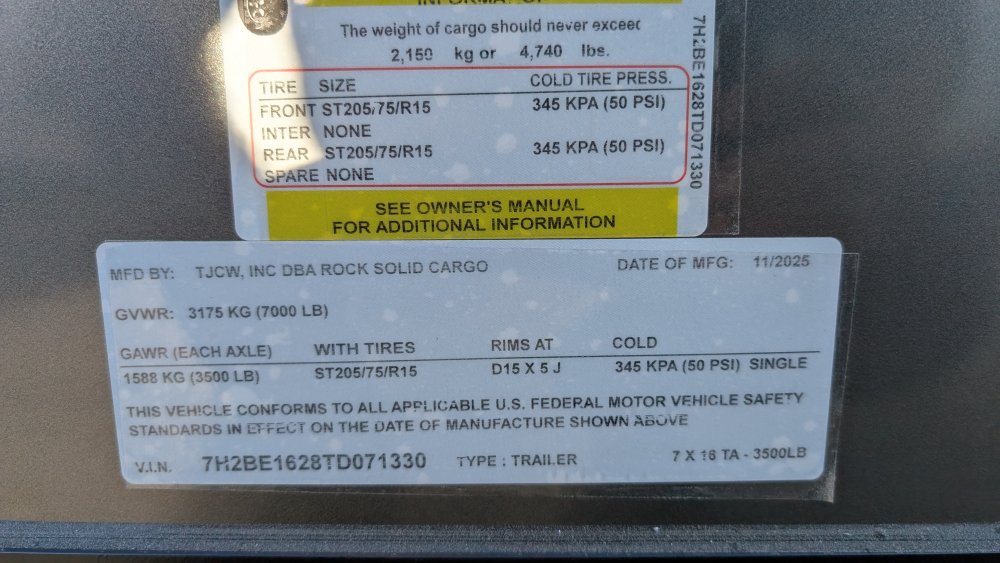 The weight of cargo should never exceed
2,150 kg or 4,740 lbs.
TIRE SIZE COLD TIRE PRESS.
FRONT ST205/75/R15 345 KPA (50 PSI)
INTER NONE
REAR ST205/75/R15 345 KPA (50 PSI)
SPARE NONE
SEE OWNER'S MANUAL
FOR ADDITIONAL INFORMATION
7H2BE1628TD071330
MFD BY: TJCW, INC DBA ROCK SOLID CARGO DATE OF MFG: 11/2025
GVWR: 3175 KG (7000 LB)
GAWR (EACH AXLE) WITH TIRES RIMS AT COLD
1588 KG (3500 LB) ST205/75/R15 D15 X 5 J 345 KPA (50 PSI) SINGLE
THIS VEHICLE CONFORMS TO ALL APPLICABLE U.S. FEDERAL MOTOR VEHICLE SAFETY
STANDARDS IN EFFECT ON THE DATE OF MANUFACTURE SHOWN ABOVE
V.I.N. 7H2BE1628TD071330 TYPE : TRAILER 7 X 16 TA - 3500LB